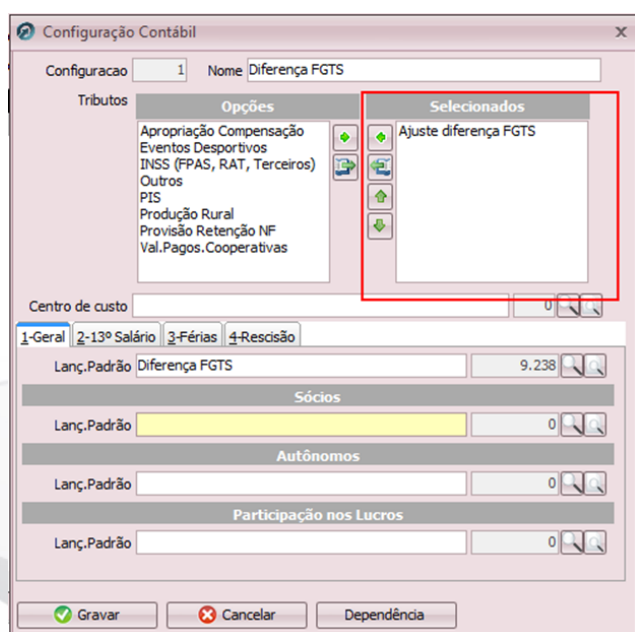 Configuração Contábil x
Configuracao 1 Nome Diferença FGTS
Tributos
Opções
Apropriação Compensação
Eventos Desportivos
INSS (FPAS, RAT, Terceiros)
Outros
PIS
Produção Rural
Provisão Retenção NF
Val.Pagos.Cooperativas
Selecionados
Ajuste diferença FGTS
Centro de custo 0
1-Geral 2-13º Salário 3-Férias 4-Rescisão
Lanç.Padrão Diferença FGTS 9.238
Sócios
Lanç.Padrão 0
Autônomos
Lanç.Padrão 0
Participação nos Lucros
Lanç.Padrão 0
Gravar Cancelar Dependência